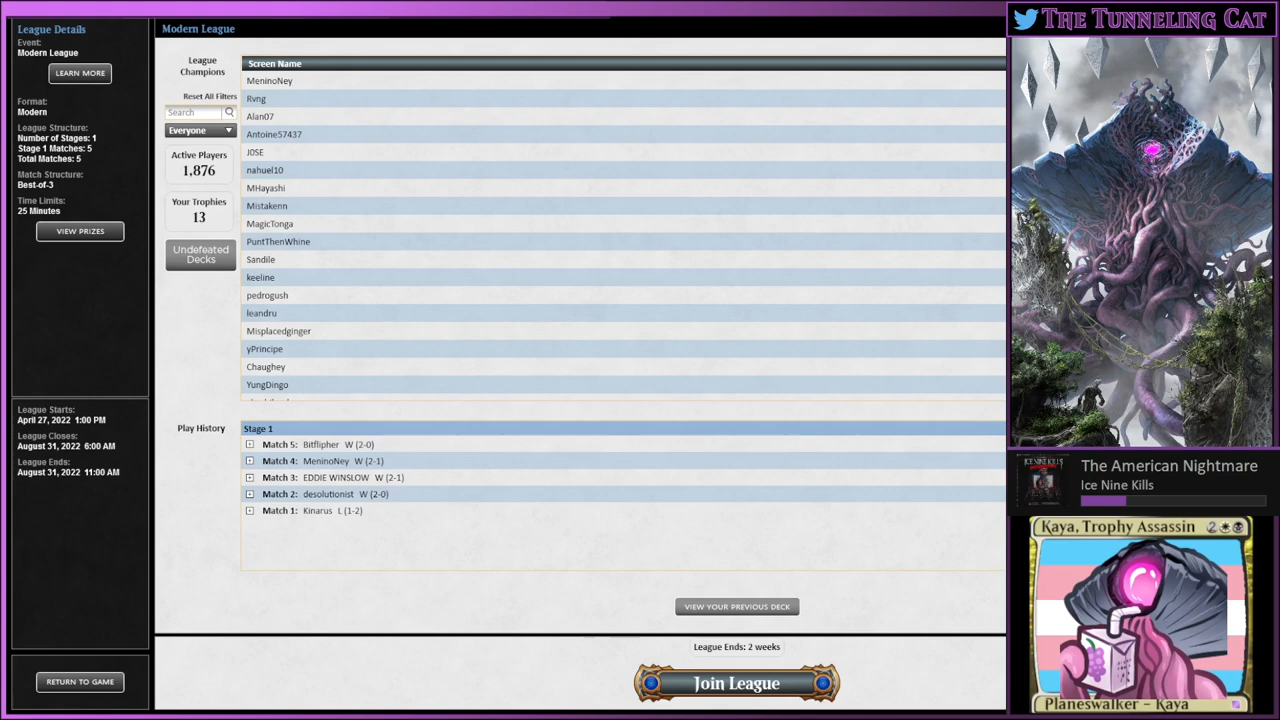 League Details
Event:
Modern League
LEARN MORE
Format:
Modern
League Structure:
Number of Stages: 1
Stage 1 Matches: 5
Total Matches: 5
Match Structure:
Best-of-3
Time Limits:
25 Minutes
VIEW PRIZES
League Starts:
April 27, 2022 1:00 PM
League Closes:
August 31, 2022 6:00 AM
League Ends:
August 31, 2022 11:00 AM
RETURN TO GAME
Modern League
League
Champions
Reset All Filters
Search
Everyone
Active Players
1,876
Your Trophies
13
Undefeated
Decks
Screen Name
MeninoNey
Rvng
Alan07
Antoine57437
J0SE
nahuel10
MHayashi
Mistakenn
MagicTonga
PuntThenWhine
Sandile
keeline
pedrogush
leandru
Misplacedginger
yPrincipe
Chaughey
YungDingo
Play History
Stage 1
Match 5: Bitflipher W (2-0)
Match 4: MeninoNey W (2-1)
Match 3: EDDIE WINSLOW W (2-1)
Match 2: desolutionist W (2-0)
Match 1: Kinarus L (1-2)
VIEW YOUR PREVIOUS DECK
League Ends: 2 weeks
Join League
The Tunneling Cat
ICE NINE KILLS
The American Nightmare
Ice Nine Kills
Kaya, Trophy Assassin 2
Planeswalker – Kaya